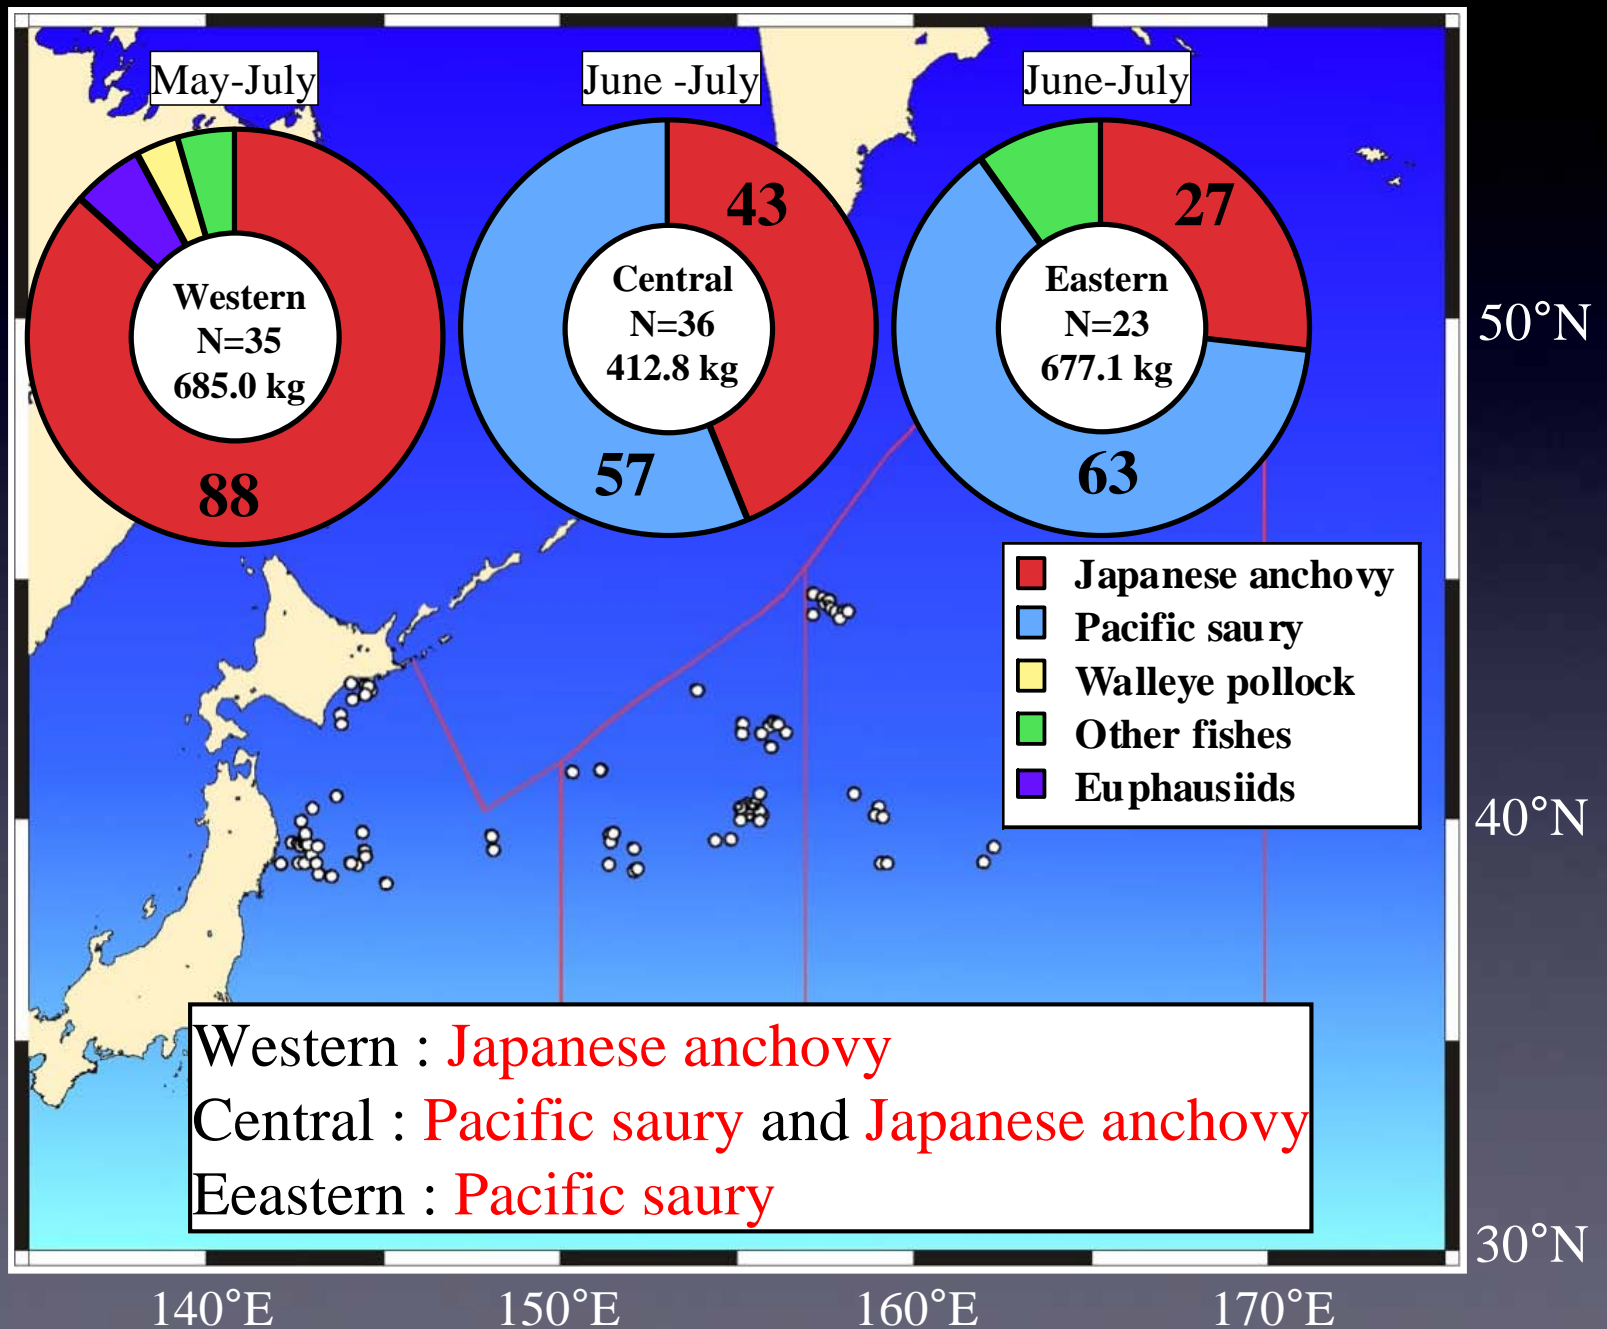 May-July
June -July
June-July
Western
N=35
685.0 kg
88
Central
N=36
412.8 kg
43
57
Eastern
N=23
677.1 kg
27
63
Japanese anchovy
Pacific saury
Walleye pollock
Other fishes
Euphausiids
50°N
40°N
30°N
Western : Japanese anchovy
Central : Pacific saury and Japanese anchovy
Eeastern : Pacific saury
140°E
150°E
160°E
170°E